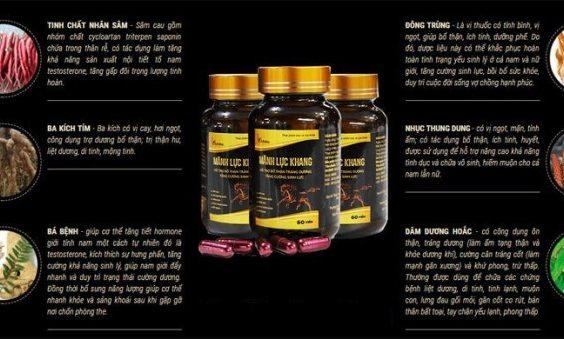 TINH CHẤT NHÂN SÂM - Sâm cau gồm
nhóm chất cycloartan triterpen saponin
chứa trong thân rễ, có tác dụng làm tăng
khả năng sản xuất nội tiết tố nam
testosterone, tăng gấp đôi trọng lượng tinh
hoàn.
BA KÍCH TÍM - Ba kích có vị cay, hơi ngọt,
công dụng trợ dương bổ thận; trị thận hư,
liệt dương, di tinh, mộng tinh.
BÁ BỆNH - giúp cơ thể tăng tiết hormone
giới tính nam một cách tự nhiên đó là
testosterone, kích thích sự hưng phấn, tăng
cường khả năng sinh lý, giúp nam giới đẩy
nhanh và duy trì trạng thái cường dương.
Đồng thời bổ sung năng lượng giúp cơ thể
nhanh khỏe và sảng khoái sau khi gặp gỡ
nơi chốn phòng the.
MÃNH LỰC KHANG
HỖ TRỢ BỔ THẬN TRÁNG DƯƠNG
TĂNG CƯỜNG SINH LỰC
60 viên
ĐÔNG TRÙNG - Là vị thuốc có tính bình, vị
ngọt, giúp bổ thận, ích tinh, dưỡng phế. Do
đó, dược liệu này có thể khắc phục hoàn
toàn tình trạng yếu sinh lý ở cả nam và nữ
giới, tăng cường sinh lực, bồi bổ sức khỏe,
duy trì cuộc đời sống vợ chồng hạnh phúc.
NHỤC THUNG DUNG - có vị ngọt, mặn, tính
ấm; có tác dụng bổ thận, ích tinh, huyết,
được sử dụng để hỗ trợ nâng cao khả năng
tình dục và chữa vô sinh, hiếm muộn cho cả
nam lẫn nữ.
DÂM DƯƠNG HOẮC - có công dụng ôn
thận, tráng dương (làm ấm tạng thận và
khỏe dương khí), cường cân tráng cốt (làm
mạnh gân xương) và khử phong, trừ thấp.
Thường được dùng để chữa các chứng
bệnh liệt dương, di tinh, tinh lạnh, muộn
con, lưng đau gối mỏi, gân cốt co rút, bán
thân bất toại, tay chân yếu lạnh, phong thấp